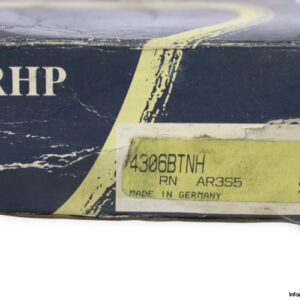 RHP
4306BTNH
RN AR3S5
MADE IN GERMANY